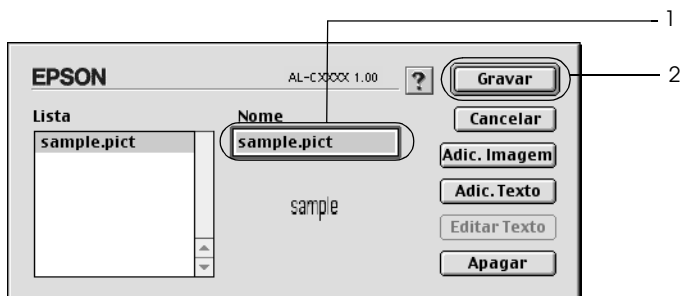 1
EPSON
AL-CXXXX 1.00
?
Gravar
2
Lista
Nome
Cancelar
sample.pict
sample.pict
Adic. Imagem
sample
Adic. Texto
Editar Texto
Apagar